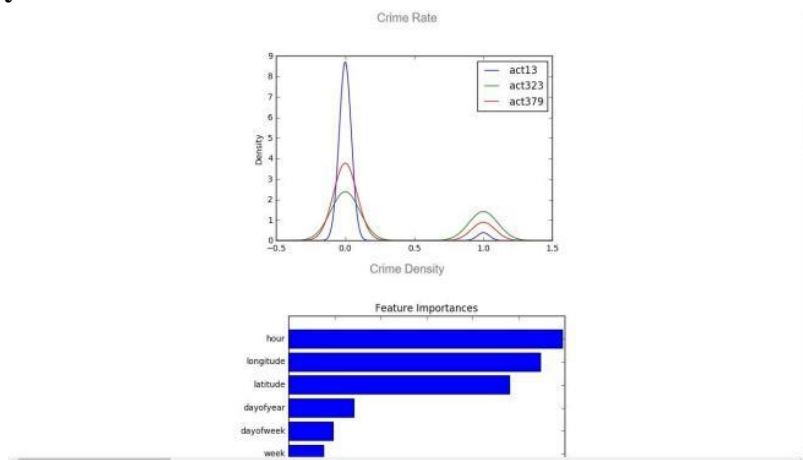 Crime Rate
9
8
7
6
5
4
3
2
1
0
Density
act13
act323
act379
−0.5
0.0
0.5
1.0
1.5
Crime Density
Feature Importances
hour
longitude
latitude
dayofyear
dayofweek
week